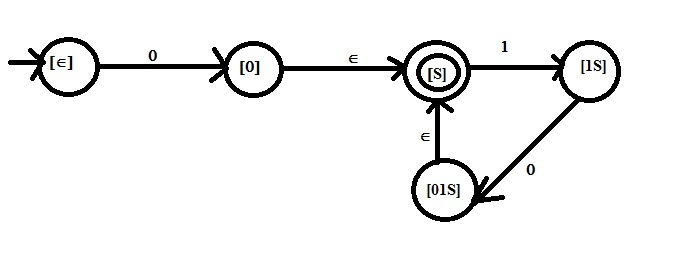 [∈] 0 [0] ∈ [S] 1 [1S]
∈ 0
[01S]